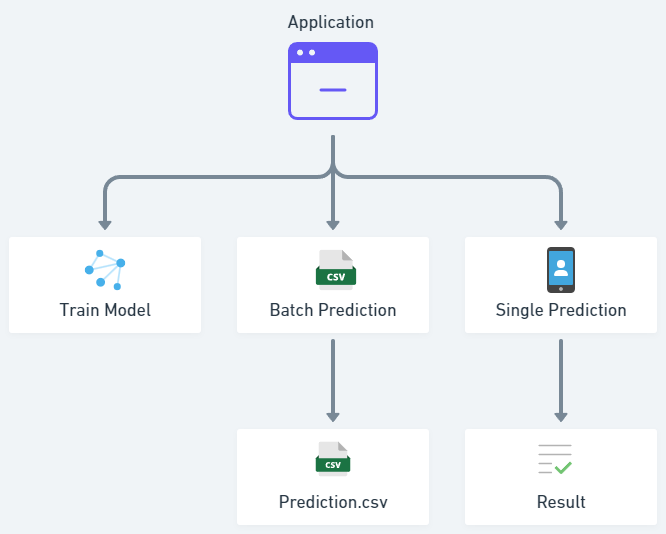 Application
Train Model
CSV
Batch Prediction
Single Prediction
CSV
Prediction.csv
Result